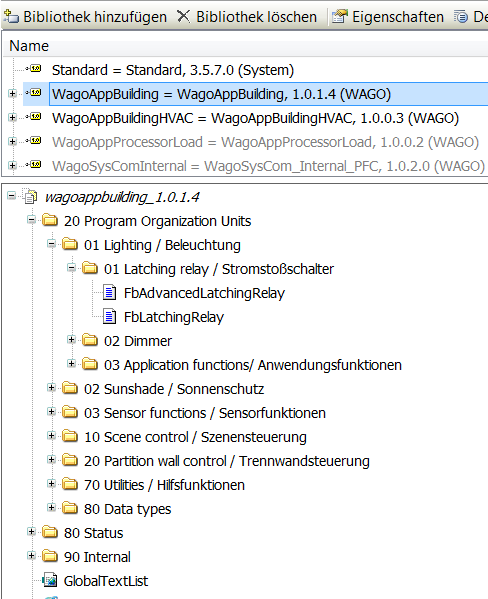 Bibliothek hinzufügen Bibliothek löschen Eigenschaften De
Name
Standard = Standard, 3.5.7.0 (System)
WagoAppBuilding = WagoAppBuilding, 1.0.1.4 (WAGO)
WagoAppBuildingHVAC = WagoAppBuildingHVAC, 1.0.0.3 (WAGO)
WagoAppProcessorLoad = WagoAppProcessorLoad, 1.0.0.2 (WAGO)
WagoSysComInternal = WagoSysCom_Internal_PFC, 1.0.2.0 (WAGO)
wagoappbuilding_1.0.1.4
20 Program Organization Units
01 Lighting / Beleuchtung
01 Latching relay / Stromstoßschalter
FbAdvancedLatchingRelay
FbLatchingRelay
02 Dimmer
03 Application functions/ Anwendungsfunktionen
02 Sunshade / Sonnenschutz
03 Sensor functions / Sensorfunktionen
10 Scene control / Szenensteuerung
20 Partition wall control / Trennwandsteuerung
70 Utilities / Hilfsfunktionen
80 Data types
80 Status
90 Internal
GlobalTextList